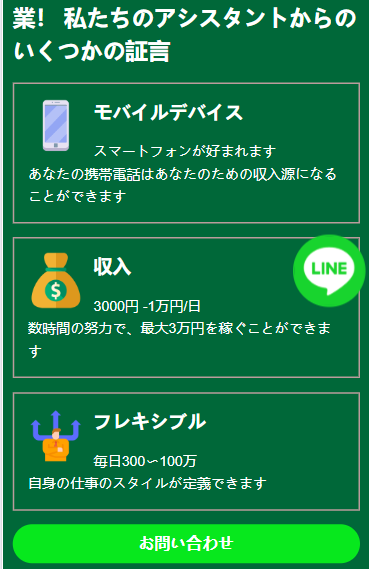 業！ 私たちのアシスタントからの
いくつかの証言
モバイルデバイス
スマートフォンが好まれます
あなたの携帯電話はあなたのための収入源になる
ことができます
収入
LINE
3000円 -1万円/日
数時間の努力で、最大3万円を稼ぐことができま
す
フレキシブル
毎日300〜100万
自身の仕事のスタイルが定義できます
お問い合わせ